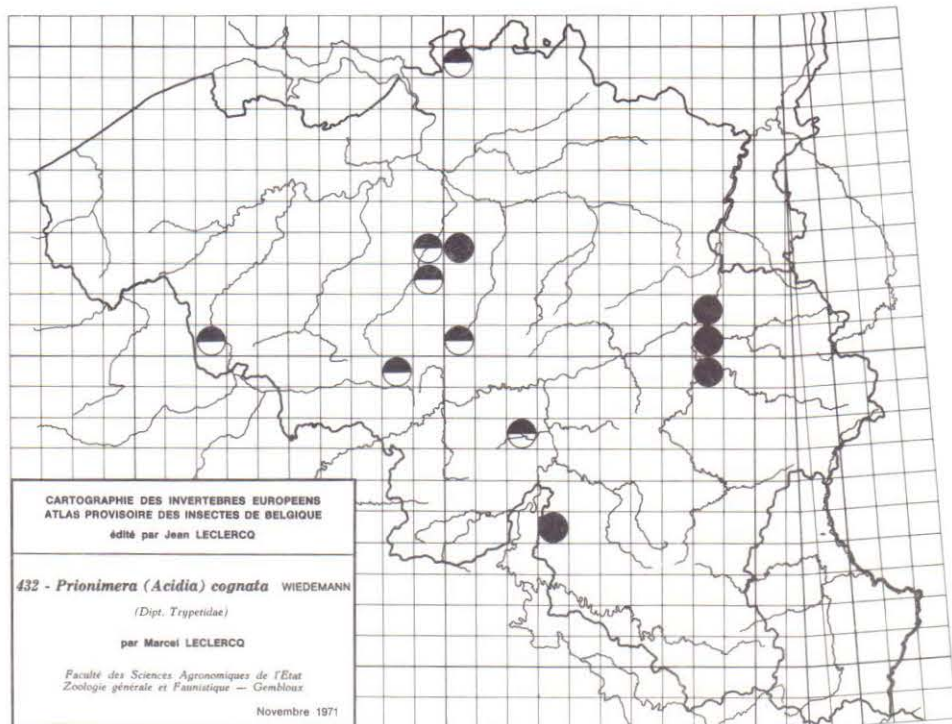 CARTOGRAPHIE DES INVERTEBRES EUROPEENS
ATLAS PROVISOIRE DES INSECTES DE BELGIQUE
édité par Jean LECLERCQ
432 - Prionimera (Acidia) cognata WIEDEMANN
(Dipt. Trypetidae)
par Marcel LECLERCQ
Faculté des Sciences Agronomiques de l'Etat
Zoologie générale et Faunistique — Gembloux
Novembre 1971